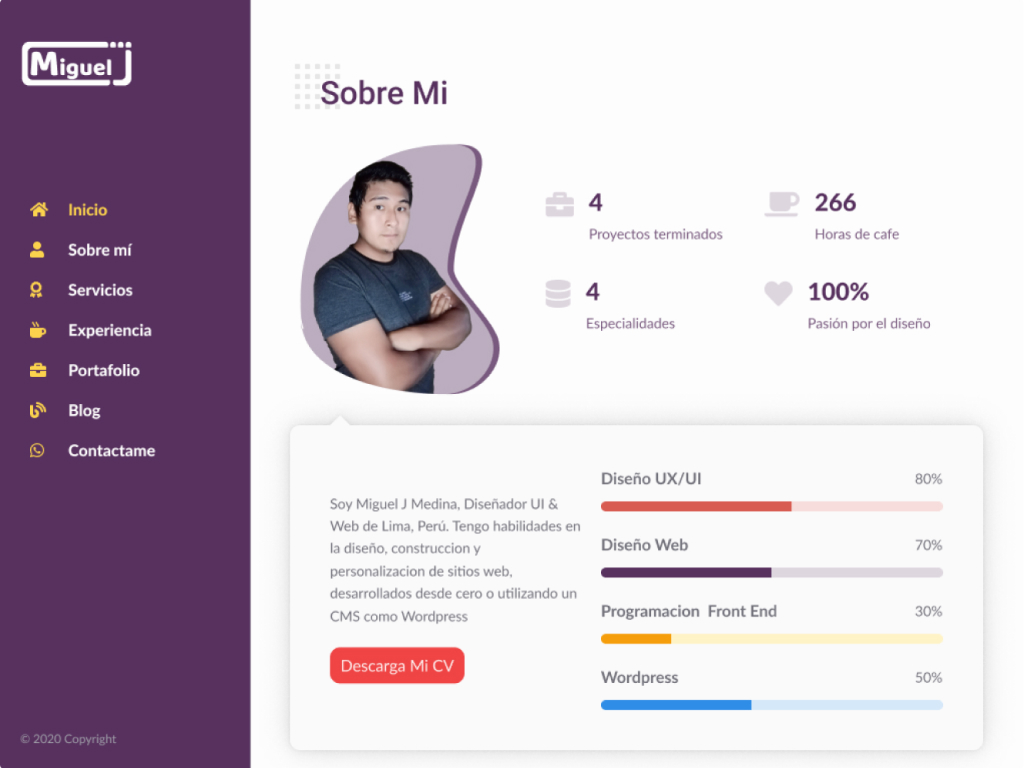 Miguel J
Inicio
Sobre mí
Servicios
Experiencia
Portafolio
Blog
Contactame
© 2020 Copyright
Sobre Mi
4
Proyectos terminados
266
Horas de cafe
4
Especialidades
100%
Pasión por el diseño
Soy Miguel J Medina, Diseñador UI &
Web de Lima, Perú. Tengo habilidades en
la diseño, construccion y
personalizacion de sitios web,
desarrollados desde cero o utilizando un
CMS como Wordpress
Descarga Mi CV
Diseño UX/UI 80%
Diseño Web 70%
Programacion  Front End 30%
Wordpress 50%